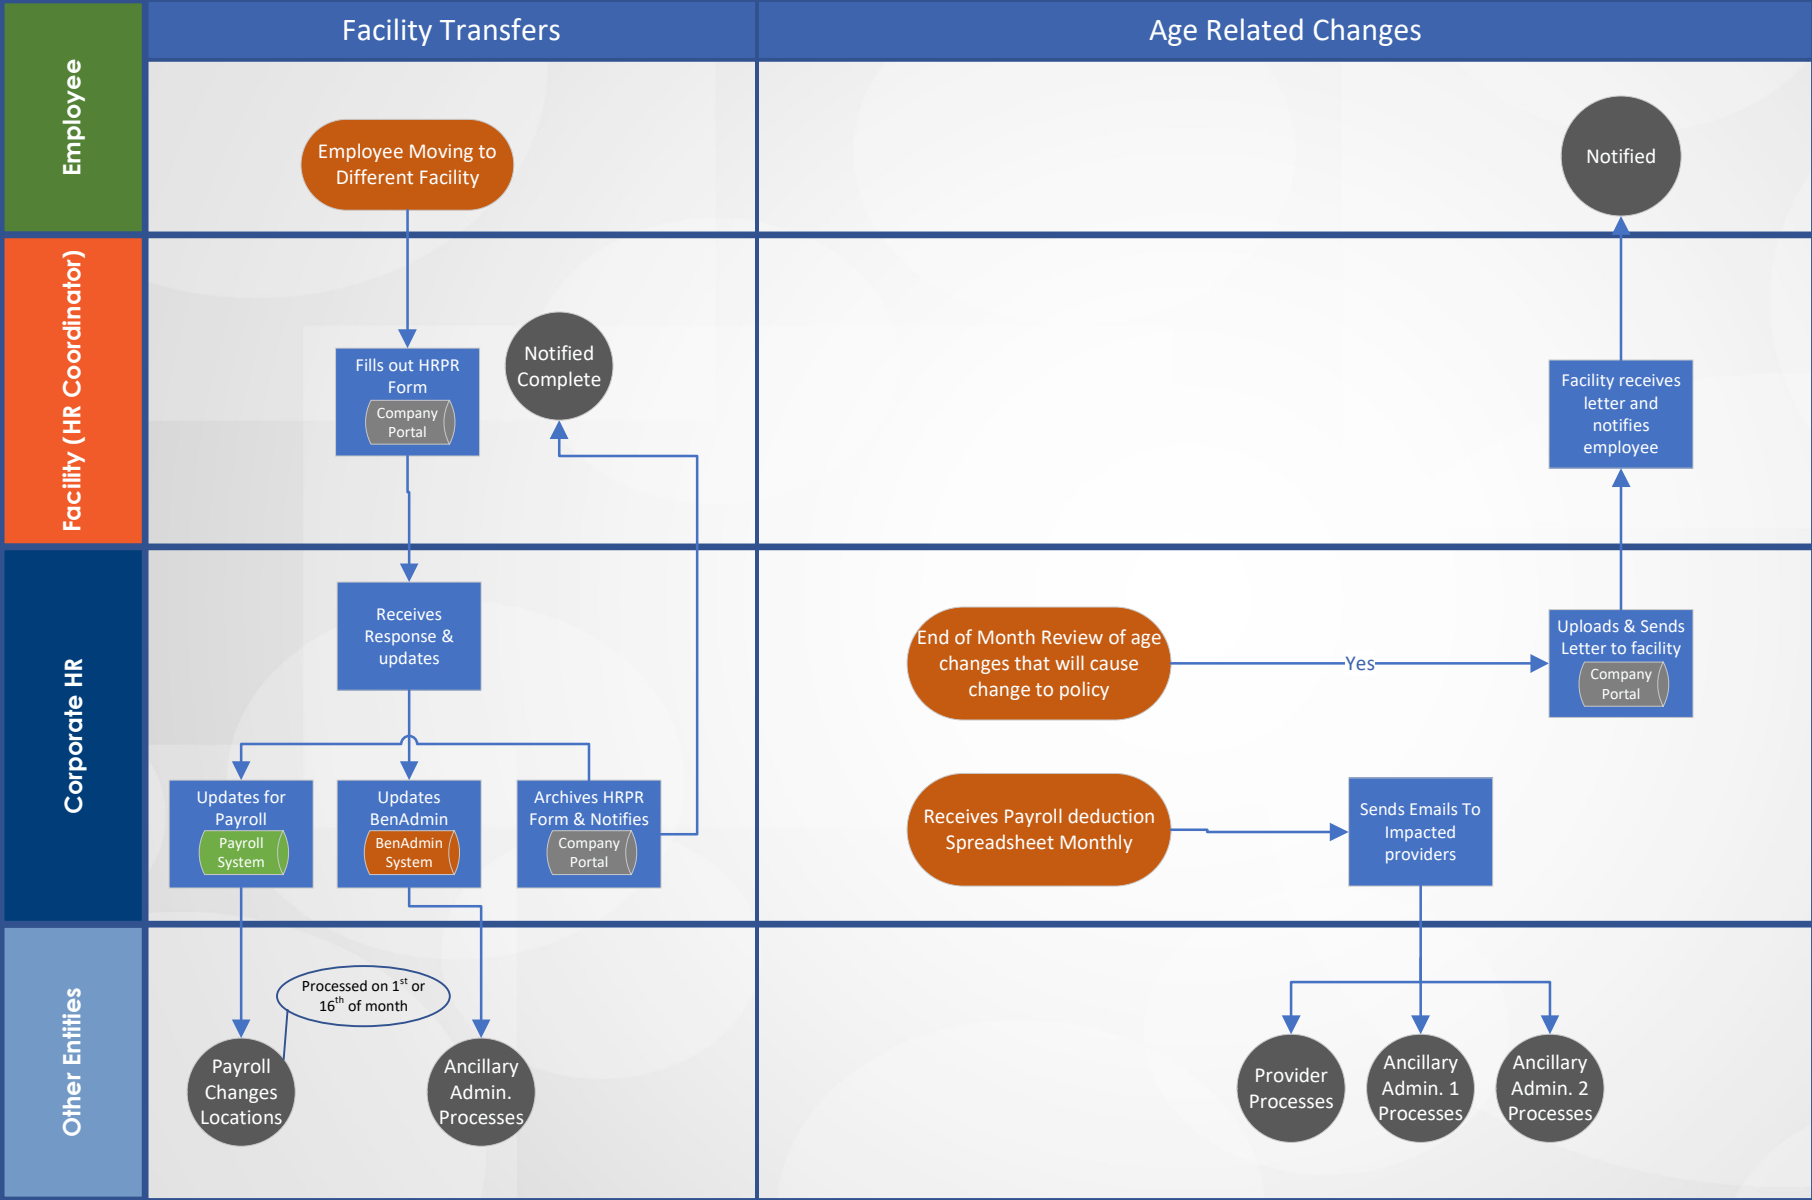 Facility Transfers
Age Related Changes
Employee
Employee Moving to
Different Facility
Notified
Facility (HR Coordinator)
Fills out HRPR
Form
Company
Portal
Notified
Complete
Facility receives
letter and
notifies
employee
Corporate HR
Receives
Response &
updates
Updates for
Payroll
Payroll
System
Updates
BenAdmin
BenAdmin
System
Archives HRPR
Form & Notifies
Company
Portal
End of Month Review of age
changes that will cause
change to policy
Yes
Uploads & Sends
Letter to facility
Company
Portal
Receives Payroll deduction
Spreadsheet Monthly
Sends Emails To
Impacted
providers
Other Entities
Processed on 1st or
16th of month
Payroll
Changes
Locations
Ancillary
Admin.
Processes
Provider
Processes
Ancillary
Admin. 1
Processes
Ancillary
Admin. 2
Processes